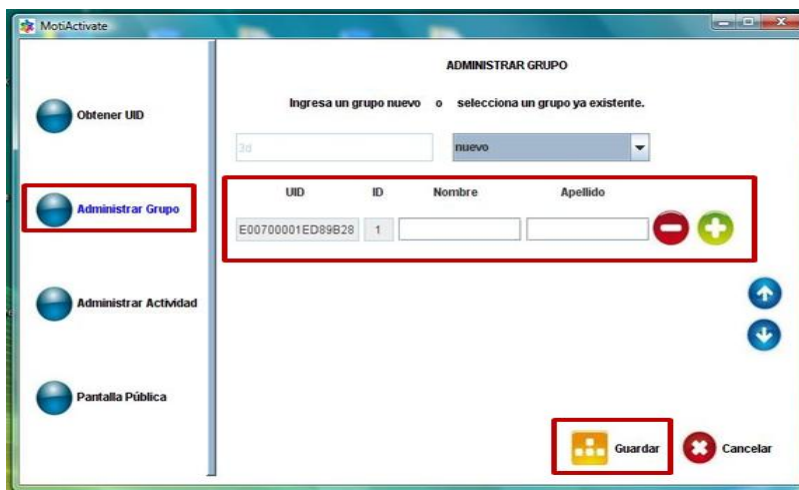 MotiActivate
Obtener UID
Administrar Grupo
Administrar Actividad
Pantalla Pública
ADMINISTRAR GRUPO
Ingresa un grupo nuevo o selecciona un grupo ya existente.
3d nuevo
UID ID Nombre Apellido
E00700001ED89B28 1
Guardar Cancelar